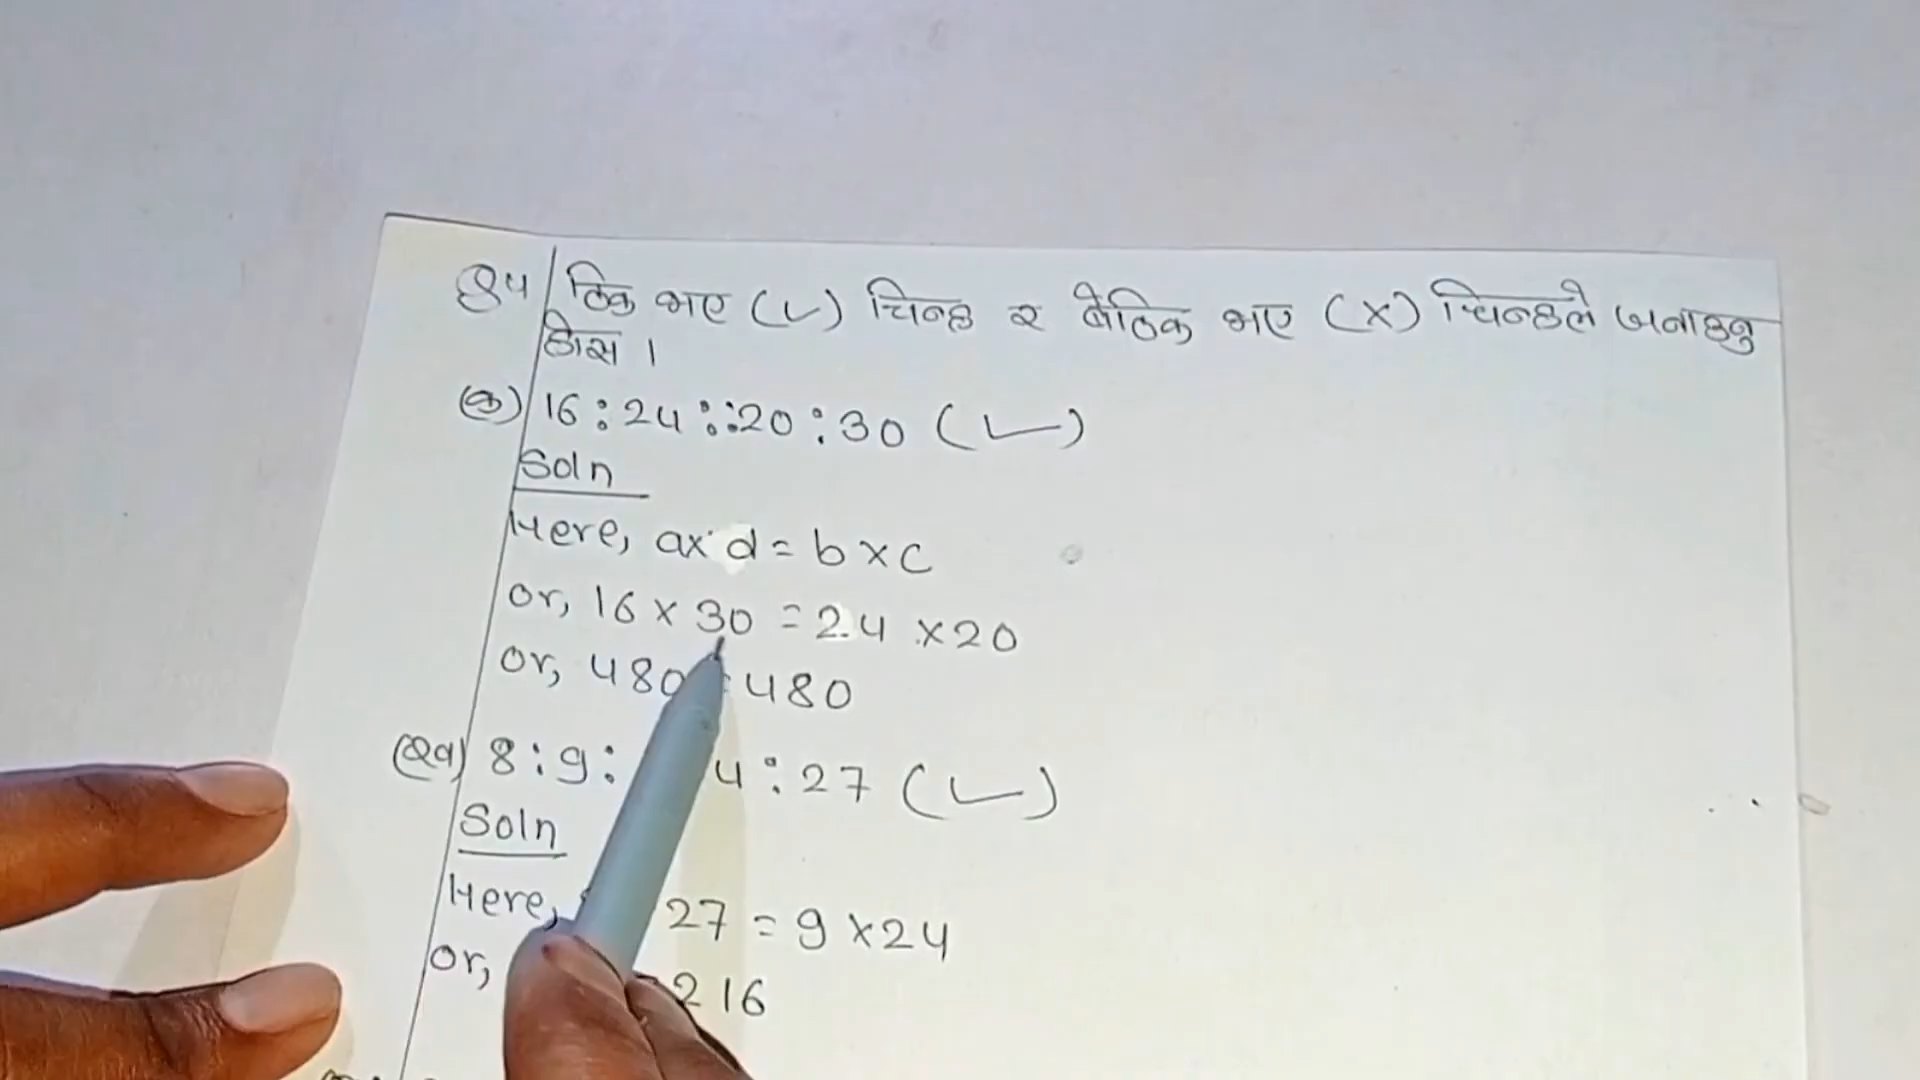 ठिक भए (✓) चिन्ह र बेठिक भए (×) चिन्हले जनाउनु
होस ।
(क) 16:24::20:30 (✓)
Soln
Here, a×d = b×c
or, 16 × 30 = 24 × 20
or, 480 = 480
(ख) 8:9: 4:27 (✓)
Soln
Here, 27 = 9 × 24
or, 216